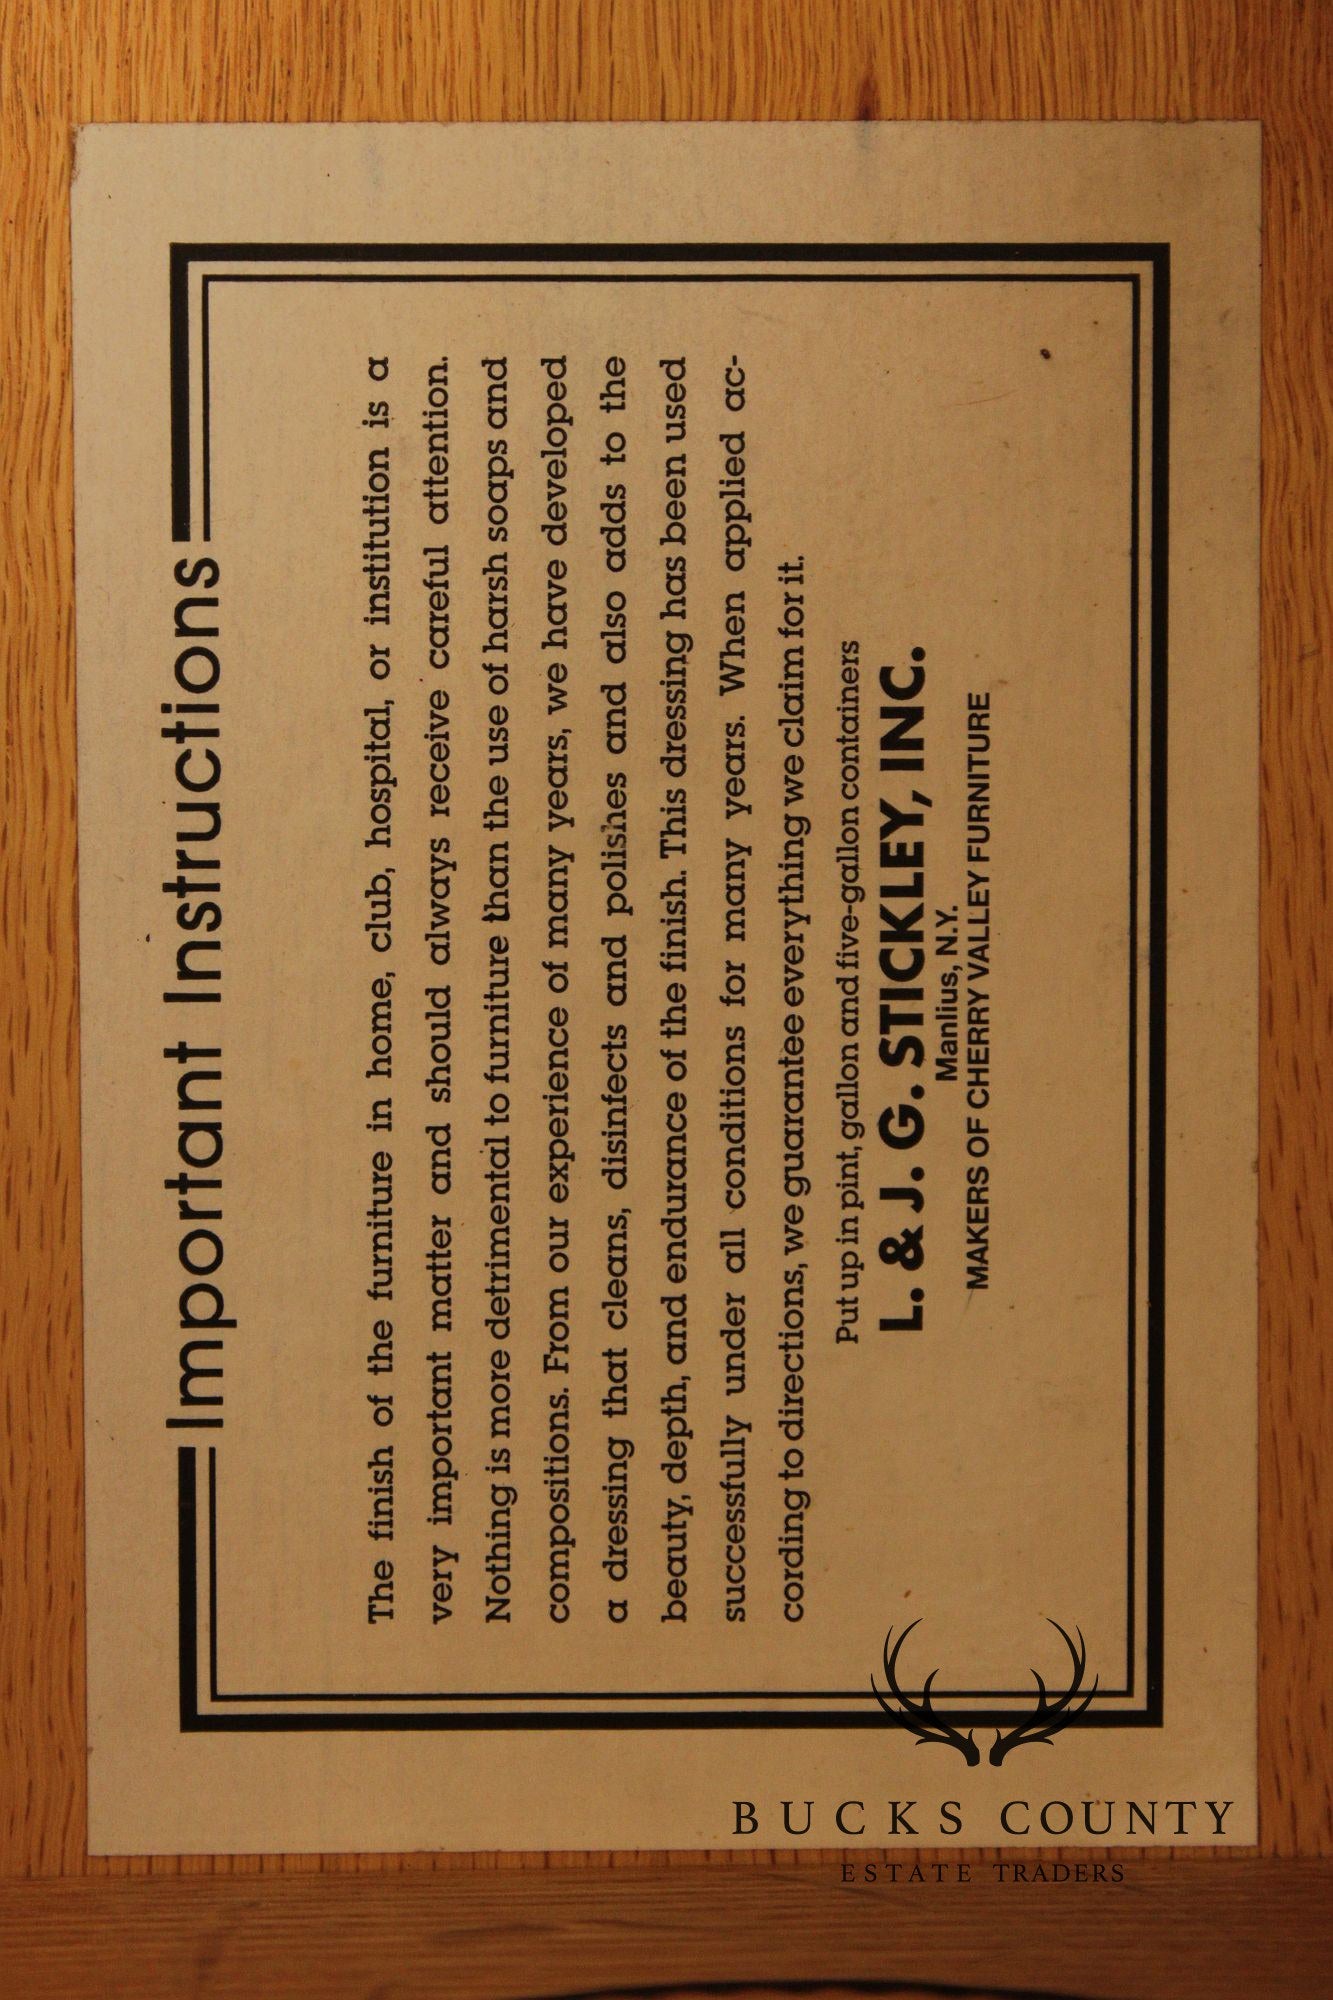 Important Instructions
The finish of the furniture in home, club, hospital, or institution is a
very important matter and should always receive careful attention.
Nothing is more detrimental to furniture than the use of harsh soaps and
compositions. From our experience of many years, we have developed
a dressing that cleans, disinfects and polishes and also adds to the
beauty, depth, and endurance of the finish. This dressing has been used
successfully under all conditions for many years. When applied ac-
cording to directions, we guarantee everything we claim for it.
Put up in pint, gallon and five-gallon containers
L. & J. G. STICKLEY, INC.
Manlius, N.Y.
MAKERS OF CHERRY VALLEY FURNITURE
BUCKS COUNTY
ESTATE TRADERS